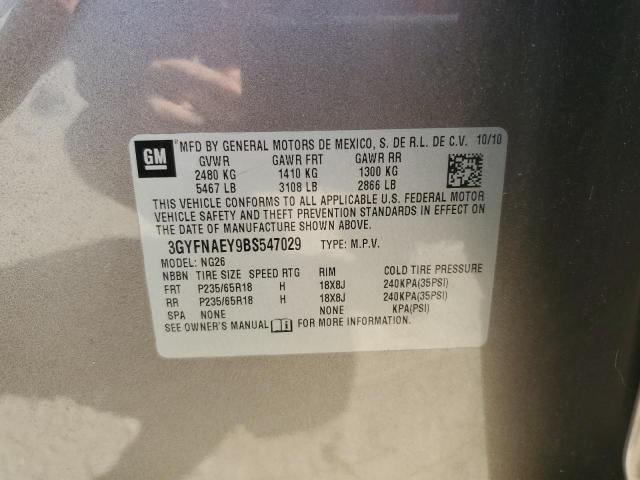 GM
*MFD BY GENERAL MOTORS DE MEXICO, S. DE R.L. DE C.V. 10/10
GVWR GAWR FRT GAWR RR
2480 KG 1410 KG 1300 KG
5467 LB 3108 LB 2866 LB
THIS VEHICLE CONFORMS TO ALL APPLICABLE U.S. FEDERAL MOTOR
VEHICLE SAFETY AND THEFT PREVENTION STANDARDS IN EFFECT ON
THE DATE OF MANUFACTURE SHOWN ABOVE.
3GYFNAEY9BS547029 TYPE: M.P.V.
MODEL: NG26
NBBN TIRE SIZE SPEED RTG RIM COLD TIRE PRESSURE
FRT P235/65R18 H 18X8J 240KPA(35PSI)
RR P235/65R18 H 18X8J 240KPA(35PSI)
SPA NONE NONE KPA(PSI)
SEE OWNER'S MANUAL FOR MORE INFORMATION.